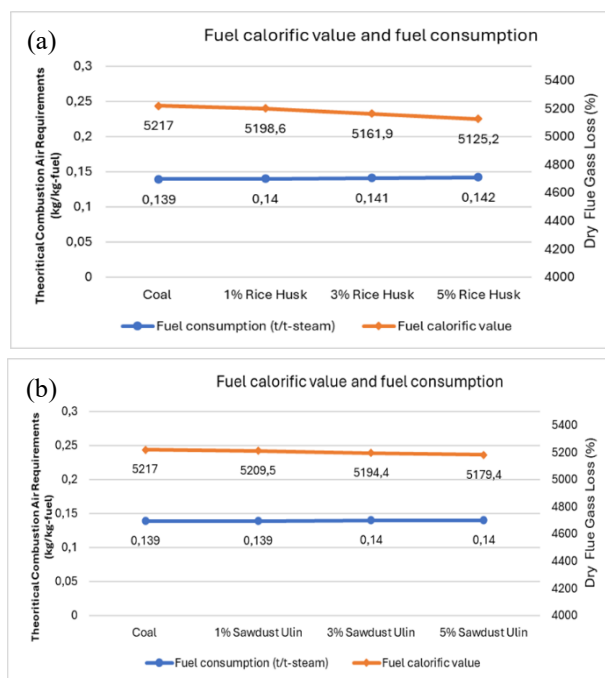 (a)
Fuel calorific value and fuel consumption
Theoritical Combustion Air Requirements
(kg/kg-fuel)
0,3
0,25
0,2
0,15
0,1
0,05
0
5217 5198,6 5161,9 5125,2
0,139 0,14 0,141 0,142
5400
5200
5000
4800
4600
4400
4200
4000
Dry Flue Gass Loss (%)
Coal 1% Rice Husk 3% Rice Husk 5% Rice Husk
Fuel consumption (t/t-steam) Fuel calorific value
(b)
Fuel calorific value and fuel consumption
Theoritical Combustion Air Requirements
(kg/kg-fuel)
0,3
0,25
0,2
0,15
0,1
0,05
0
5217 5209,5 5194,4 5179,4
0,139 0,139 0,14 0,14
5400
5200
5000
4800
4600
4400
4200
4000
Dry Flue Gass Loss (%)
Coal 1% Sawdust Ulin 3% Sawdust Ulin 5% Sawdust Ulin
Fuel consumption (t/t-steam) Fuel calorific value